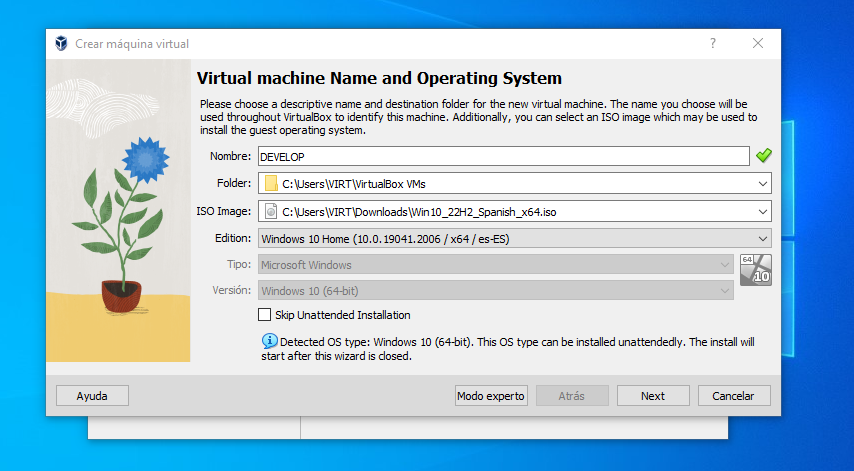 Crear máquina virtual
?
Virtual machine Name and Operating System
Please choose a descriptive name and destination folder for the new virtual machine. The name you choose will be
used throughout VirtualBox to identify this machine. Additionally, you can select an ISO image which may be used to
install the guest operating system.
Nombre: DEVELOP
Folder: C:\Users\VIRT\VirtualBox VMs
ISO Image: C:\Users\VIRT\Downloads\Win10_22H2_Spanish_x64.iso
Edition: Windows 10 Home (10.0.19041.2006 / x64 / es-ES)
Tipo: Microsoft Windows
64
10
Versión: Windows 10 (64-bit)
Skip Unattended Installation
Detected OS type: Windows 10 (64-bit). This OS type can be installed unattendedly. The install will
start after this wizard is closed.
Ayuda Modo experto Atrás Next Cancelar